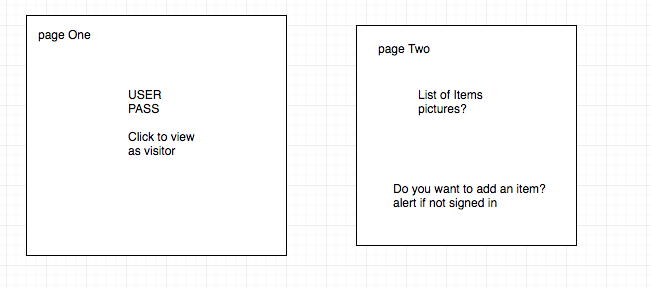 page One
USER
PASS
Click to view
as visitor
page Two
List of Items
pictures?
Do you want to add an item?
alert if not signed in